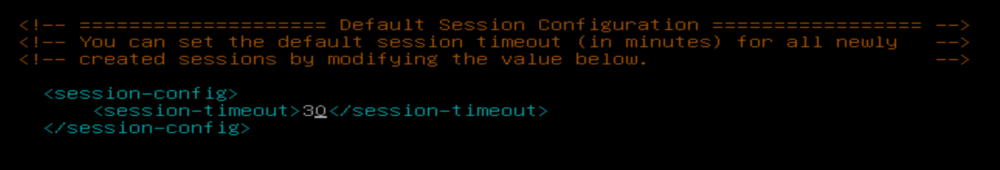 <!-- ==================== Default Session Configuration ================= -->
<!-- You can set the default session timeout (in minutes) for all newly   -->
<!-- created sessions by modifying the value below.                       -->
<session-config>
<session-timeout>30</session-timeout>
</session-config>